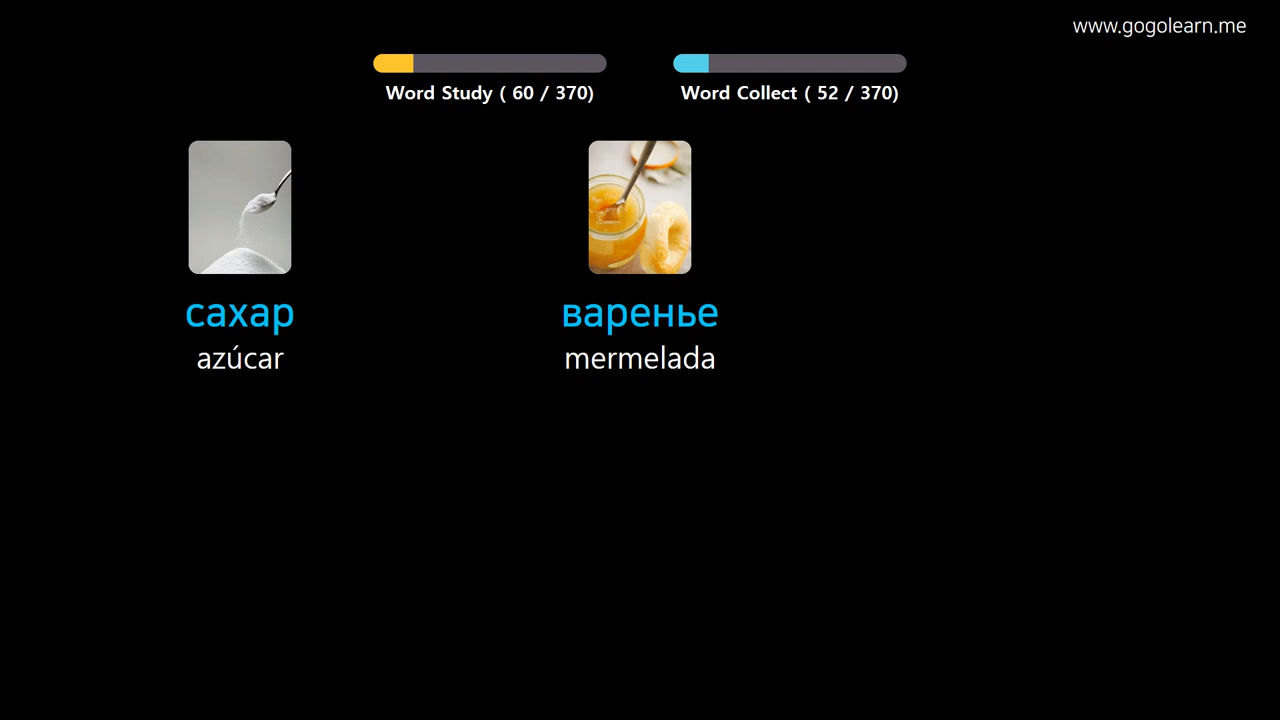 www.gogolearn.me
Word Study ( 60 / 370)
Word Collect ( 52 / 370)
сахар
azúcar
варенье
mermelada